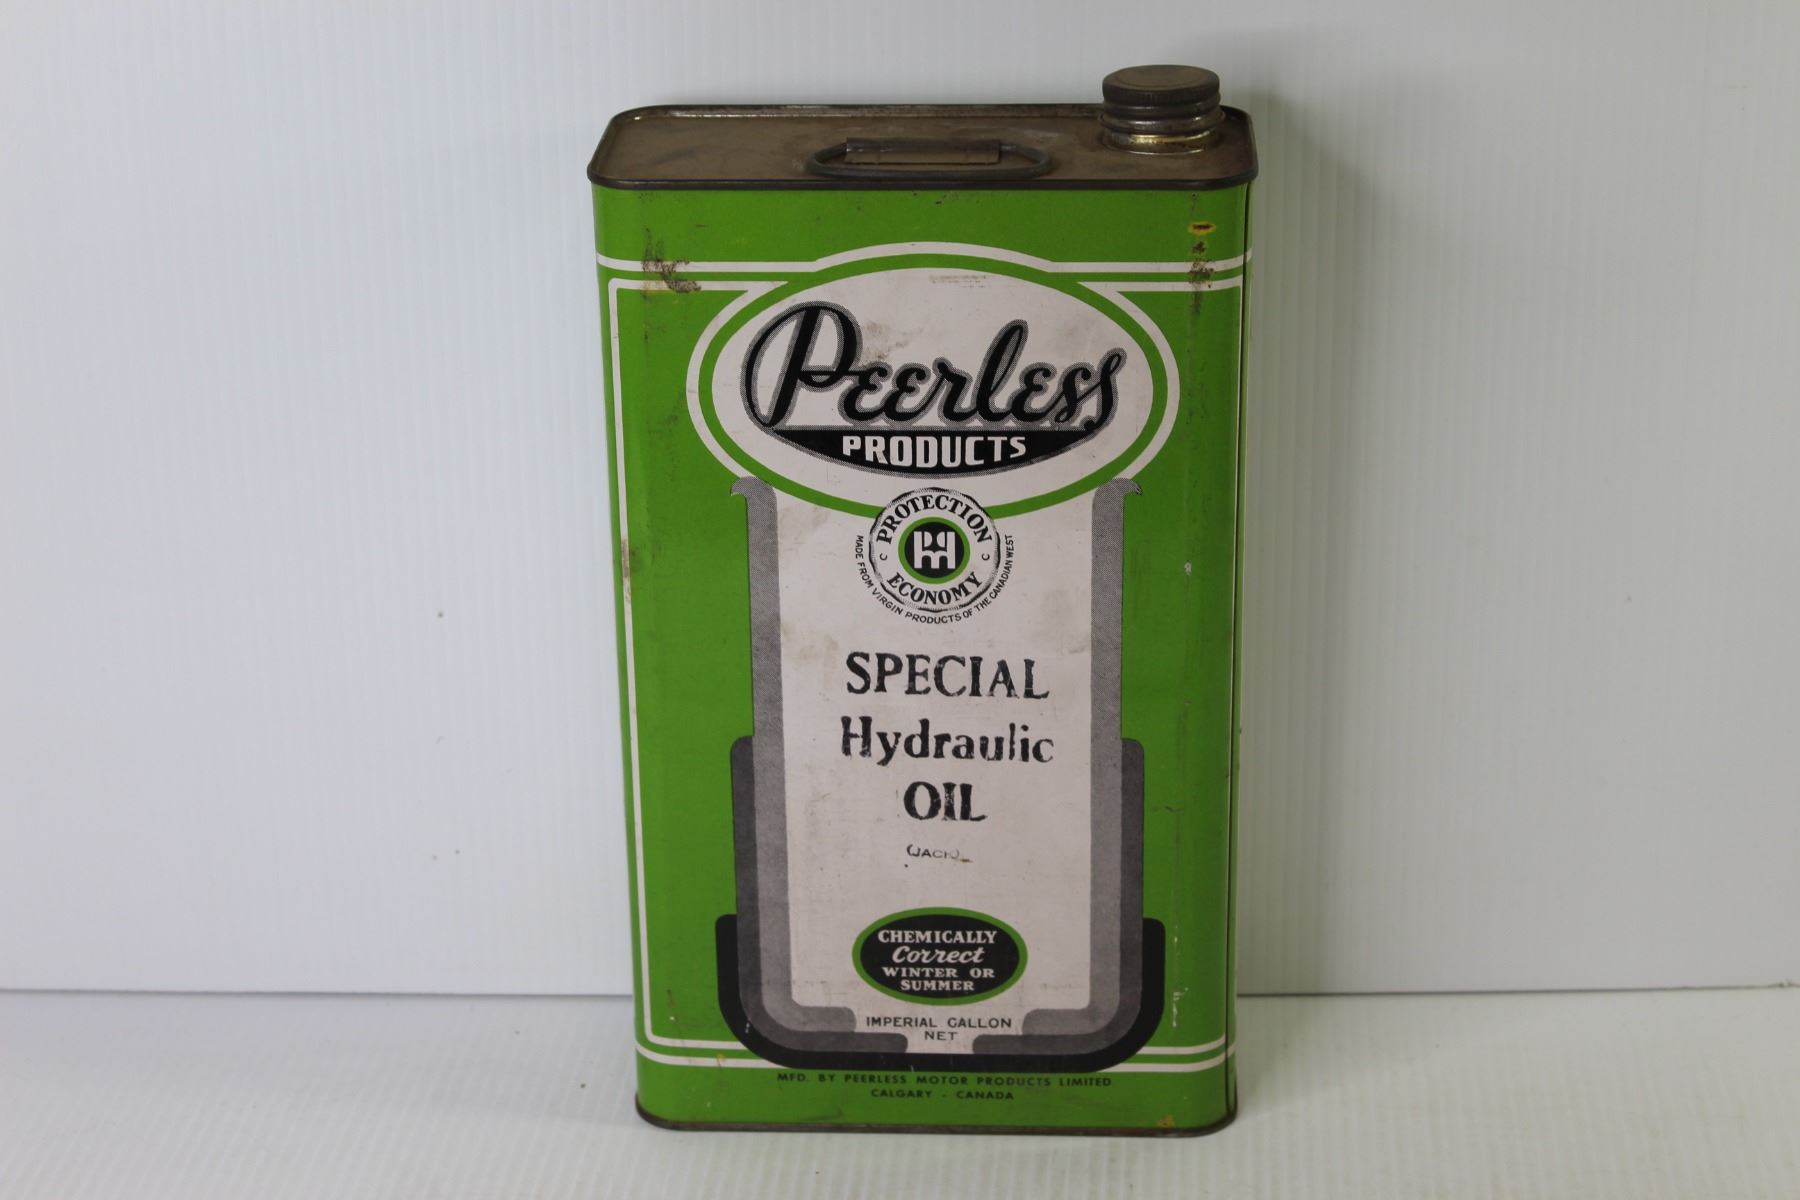 Peerless
PRODUCTS
PROTECTION
C H C
ECONOMY
MADE FROM VIRGIN PRODUCTS OF THE CANADIAN WEST
SPECIAL
Hydraulic
OIL
(JACK)
CHEMICALLY
Correct
WINTER OR
SUMMER
IMPERIAL GALLON
NET
MFD. BY PEERLESS MOTOR PRODUCTS LIMITED
CALGARY - CANADA